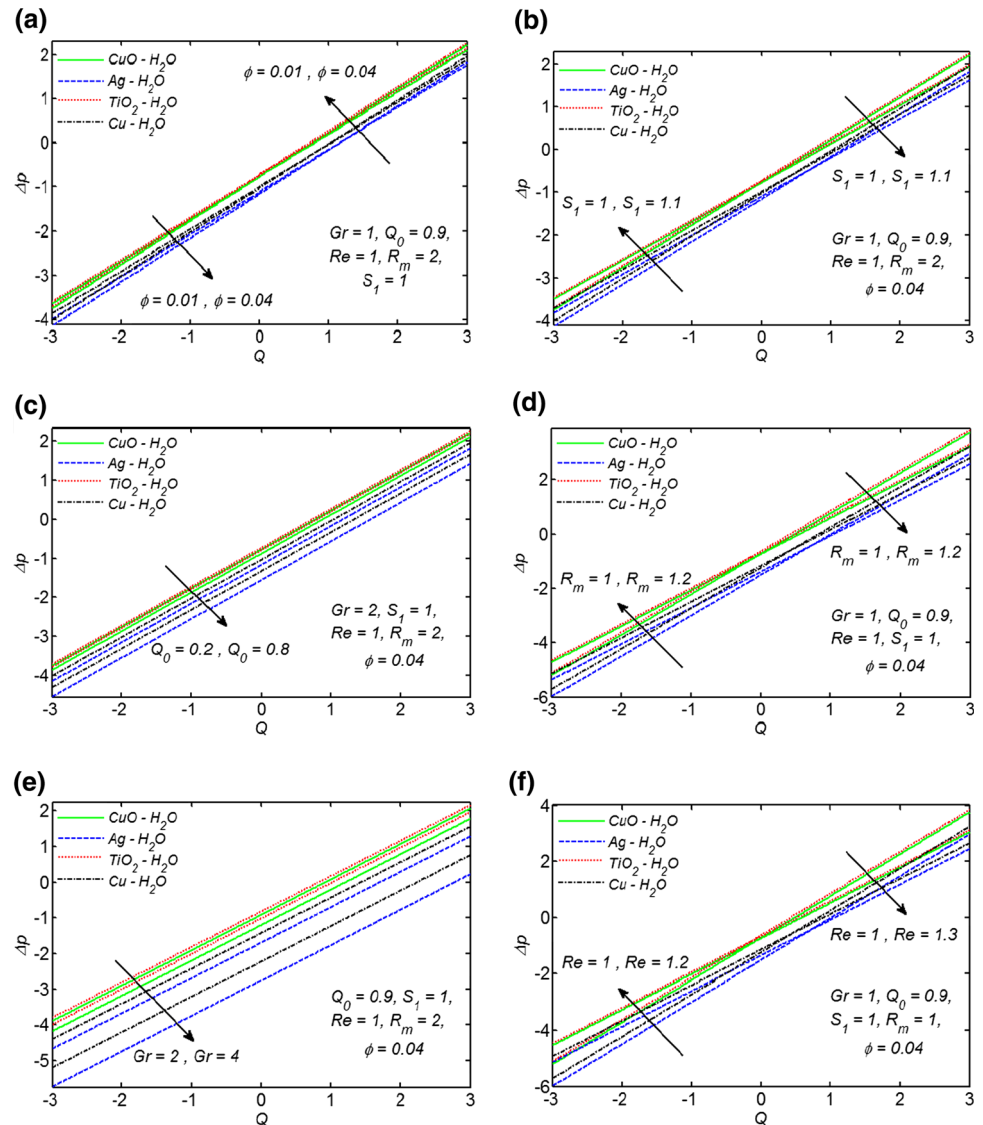 (a)
2
1
0
-1
-2
-3
-4
Δp
CuO - H₂O
Ag - H₂O
TiO₂ - H₂O
Cu - H₂O
ϕ = 0.01 , ϕ = 0.04
ϕ = 0.01 , ϕ = 0.04
Gr = 1, Q₀ = 0.9,
Re = 1, Rₘ = 2,
S₁ = 1
-3 -2 -1 0 1 2 3
Q
(b)
2
1
0
-1
-2
-3
-4
Δp
CuO - H₂O
Ag - H₂O
TiO₂ - H₂O
Cu - H₂O
S₁ = 1 , S₁ = 1.1
S₁ = 1 , S₁ = 1.1
Gr = 1, Q₀ = 0.9,
Re = 1, Rₘ = 2,
ϕ = 0.04
-3 -2 -1 0 1 2 3
Q
(c)
2
1
0
-1
-2
-3
-4
Δp
CuO - H₂O
Ag - H₂O
TiO₂ - H₂O
Cu - H₂O
Q₀ = 0.2 , Q₀ = 0.8
Gr = 2, S₁ = 1,
Re = 1, Rₘ = 2,
ϕ = 0.04
-3 -2 -1 0 1 2 3
Q
(d)
2
0
-2
-4
-6
Δp
CuO - H₂O
Ag - H₂O
TiO₂ - H₂O
Cu - H₂O
Rₘ = 1 , Rₘ = 1.2
Rₘ = 1 , Rₘ = 1.2
Gr = 1, Q₀ = 0.9,
Re = 1, S₁ = 1,
ϕ = 0.04
-3 -2 -1 0 1 2 3
Q
(e)
2
1
0
-1
-2
-3
-4
-5
Δp
CuO - H₂O
Ag - H₂O
TiO₂ - H₂O
Cu - H₂O
Gr = 2 , Gr = 4
Q₀ = 0.9, S₁ = 1,
Re = 1, Rₘ = 2,
ϕ = 0.04
-3 -2 -1 0 1 2 3
Q
(f)
4
2
0
-2
-4
-6
Δp
CuO - H₂O
Ag - H₂O
TiO₂ - H₂O
Cu - H₂O
Re = 1 , Re = 1.3
Re = 1 , Re = 1.2
Gr = 1, Q₀ = 0.9,
S₁ = 1, Rₘ = 1,
ϕ = 0.04
-3 -2 -1 0 1 2 3
Q